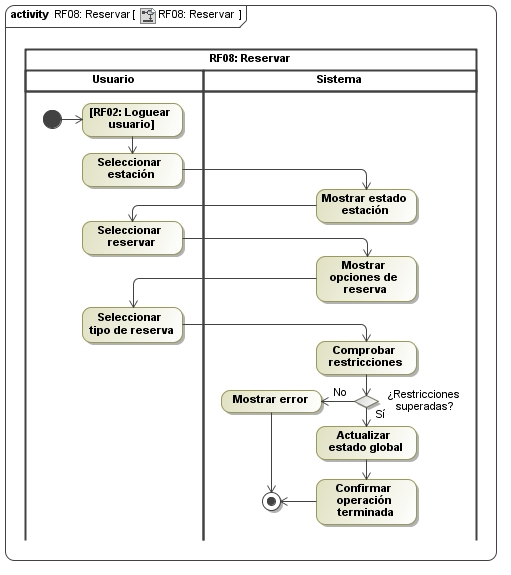 activity RF08: Reservar [ RF08: Reservar ]
RF08: Reservar
Usuario
Sistema
[RF02: Loguear
usuario]
Seleccionar
estación
Mostrar estado
estación
Seleccionar
reservar
Mostrar
opciones de
reserva
Seleccionar
tipo de reserva
Comprobar
restricciones
¿Restricciones
superadas?
No
Mostrar error
Sí
Actualizar
estado global
Confirmar
operación
terminada